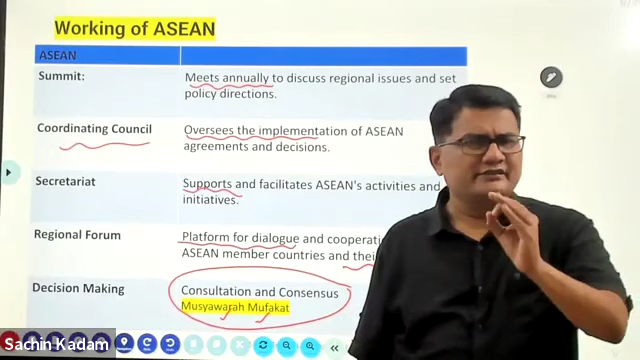 Working of ASEAN
ASEAN
Summit:
Meets annually to discuss regional issues and set
policy directions.
Coordinating Council
Oversees the implementation of ASEAN
agreements and decisions.
Secretariat
Supports and facilitates ASEAN's activities and
initiatives.
Regional Forum
Platform for dialogue and
ASEAN member countries and
Decision Making
Consultation and Consensus
Musyawarah Mufakat
Sachin Kadam